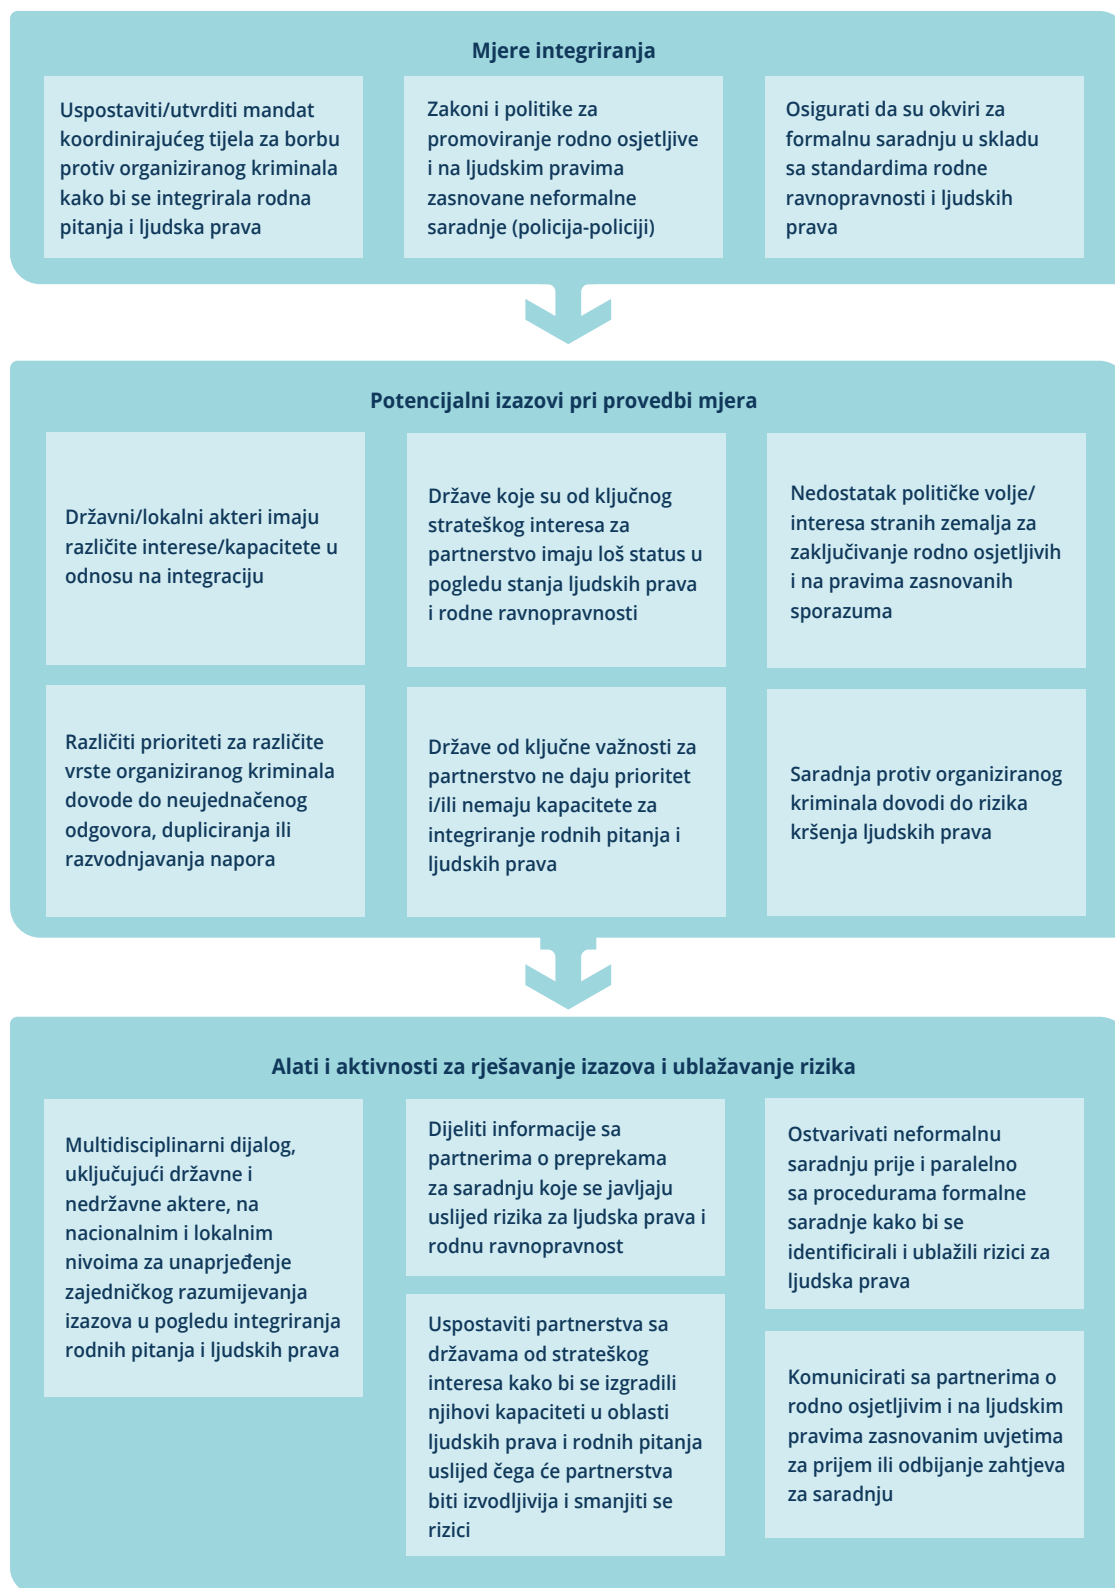 Mjere integriranja
Uspostaviti/utvrditi mandat
koordinirajućeg tijela za borbu
protiv organiziranog kriminala
kako bi se integrirala rodna
pitanja i ljudska prava
Zakoni i politike za
promoviranje rodno osjetljive
i na ljudskim pravima
zasnovane neformalne
saradnje (policija-policiji)
Osigurati da su okviri za
formalnu saradnju u skladu
sa standardima rodne
ravnopravnosti i ljudskih
prava
Potencijalni izazovi pri provedbi mjera
Državni/lokalni akteri imaju
različite interese/kapacitete u
odnosu na integraciju
Države koje su od ključnog
strateškog interesa za
partnerstvo imaju loš status u
pogledu stanja ljudskih prava
i rodne ravnopravnosti
Nedostatak političke volje/
interesa stranih zemalja za
zaključivanje rodno osjetljivih
i na pravima zasnovanih
sporazuma
Različiti prioriteti za različite
vrste organiziranog kriminala
dovode do neujednačenog
odgovora, dupliciranja ili
razvodnjavanja napora
Države od ključne važnosti za
partnerstvo ne daju prioritet
i/ili nemaju kapacitete za
integriranje rodnih pitanja i
ljudskih prava
Saradnja protiv organiziranog
kriminala dovodi do rizika
kršenja ljudskih prava
Alati i aktivnosti za rješavanje izazova i ublažavanje rizika
Multidisciplinarni dijalog,
uključujući državne i
nedržavne aktere, na
nacionalnim i lokalnim
nivoima za unaprjeđenje
zajedničkog razumijevanja
izazova u pogledu integriranja
rodnih pitanja i ljudskih prava
Dijeliti informacije sa
partnerima o preprekama
za saradnju koje se javljaju
uslijed rizika za ljudska prava i
rodnu ravnopravnost
Uspostaviti partnerstva sa
državama od strateškog
interesa kako bi se izgradili
njihovi kapaciteti u oblasti
ljudskih prava i rodnih pitanja
uslijed čega će partnerstva
biti izvodljivija i smanjiti se
rizici
Ostvarivati neformalnu
saradnju prije i paralelno
sa procedurama formalne
saradnje kako bi se
identificirali i ublažili rizici za
ljudska prava
Komunicirati sa partnerima o
rodno osjetljivim i na ljudskim
pravima zasnovanim uvjetima
za prijem ili odbijanje zahtjeva
za saradnju